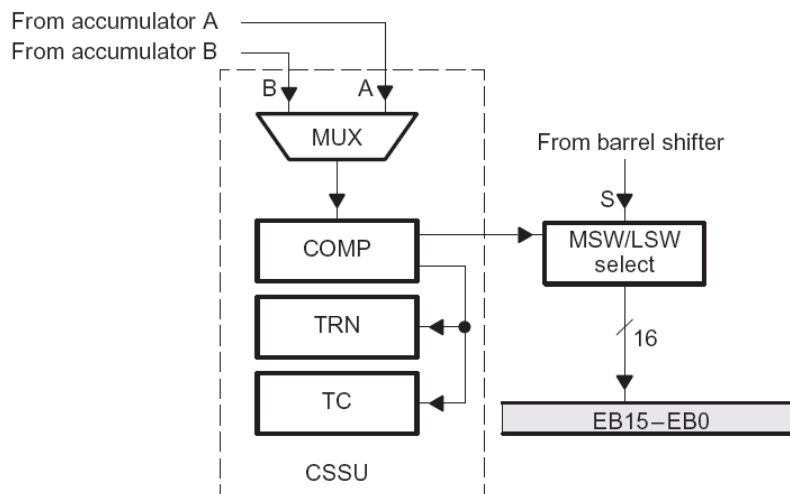 From accumulator A
From accumulator B
B
A
MUX
From barrel shifter
S
COMP
MSW/LSW
select
TRN
16
TC
EB15–EB0
CSSU